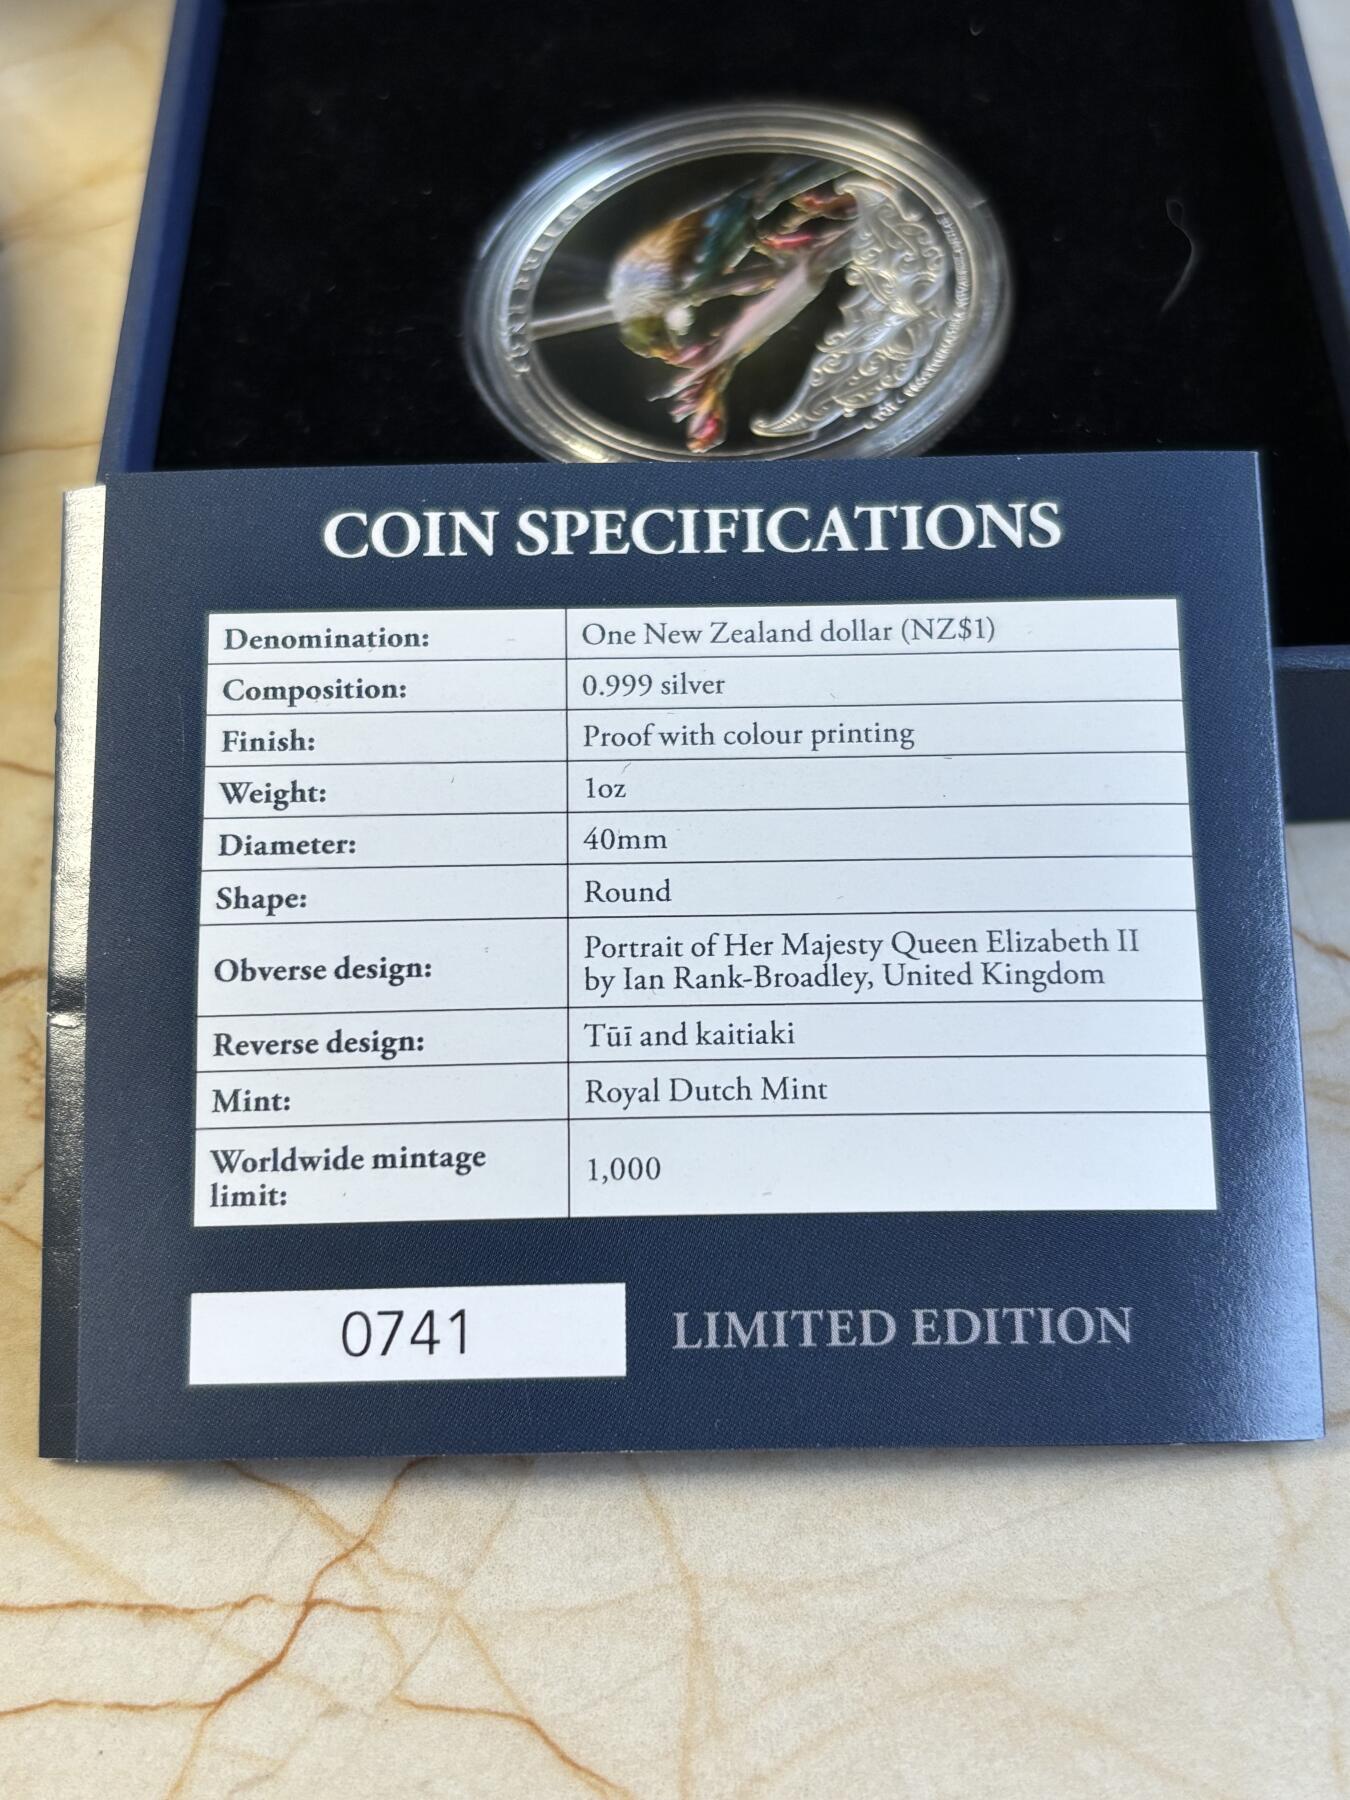 COIN SPECIFICATIONS
Denomination: One New Zealand dollar (NZ$1)
Composition: 0.999 silver
Finish: Proof with colour printing
Weight: 1oz
Diameter: 40mm
Shape: Round
Obverse design: Portrait of Her Majesty Queen Elizabeth II
by Ian Rank-Broadley, United Kingdom
Reverse design: Tūī and kaitiaki
Mint: Royal Dutch Mint
Worldwide mintage
limit: 1,000
0741 LIMITED EDITION